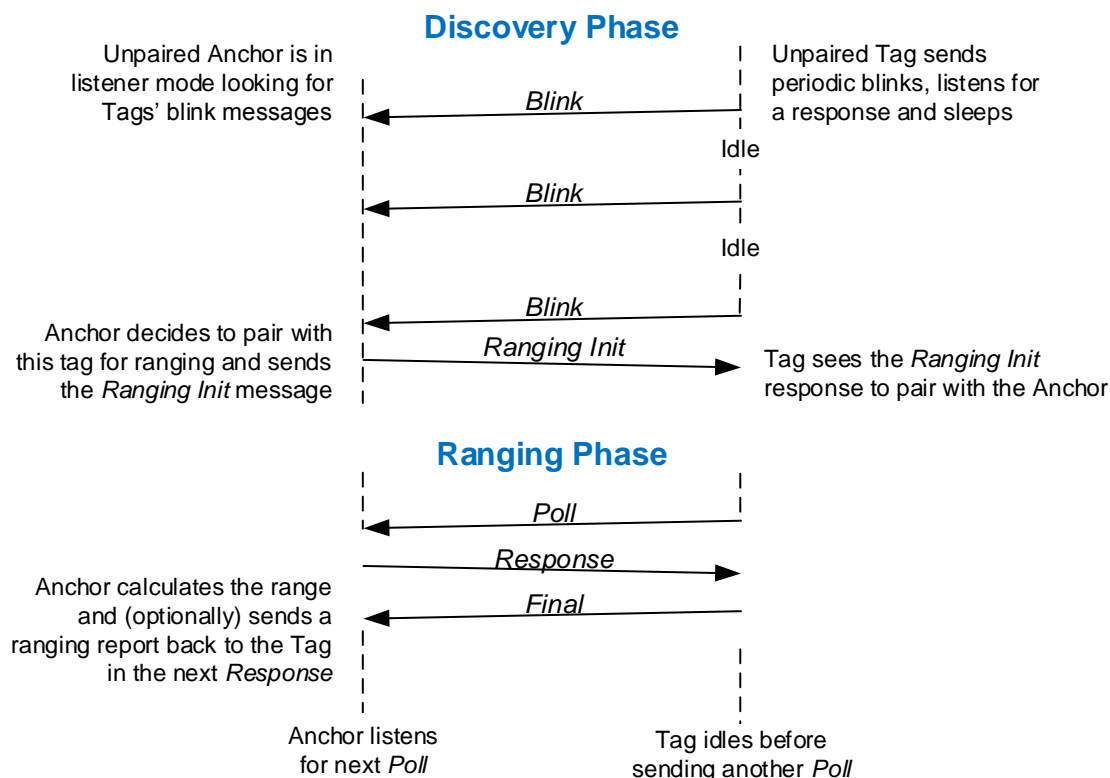 Discovery Phase
Unpaired Anchor is in
listener mode looking for
Tags’ blink messages
Unpaired Tag sends
periodic blinks, listens for
a response and sleeps
Blink
Idle
Blink
Idle
Blink
Anchor decides to pair with
this tag for ranging and sends
the Ranging Init message
Ranging Init
Tag sees the Ranging Init
response to pair with the Anchor
Ranging Phase
Poll
Response
Final
Anchor calculates the range
and (optionally) sends a
ranging report back to the Tag
in the next Response
Anchor listens
for next Poll
Tag idles before
sending another Poll